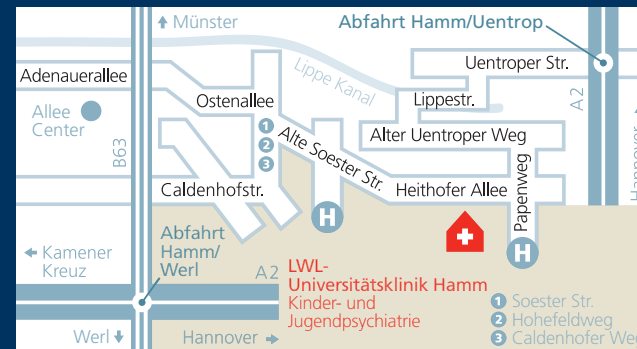 Münster
Abfahrt Hamm/Uentrop
Adenauerallee
Uentroper Str.
Lippe Kanal
Ostenallee
Lippestr.
A2
Allee
Center
1
2
3
Alte Soester Str.
Alter Uentroper Weg
B63
Hannover
Caldenhofstr.
Heithofer Allee
Papenweg
H
H
Abfahrt
Hamm/
Werl
Kamener
Kreuz
A2
LWL-
Universitätsklinik Hamm
Kinder- und
Jugendpsychiatrie
1 Soester Str.
2 Hohefeldweg
3 Caldenhofer Weg
Werl
Hannover